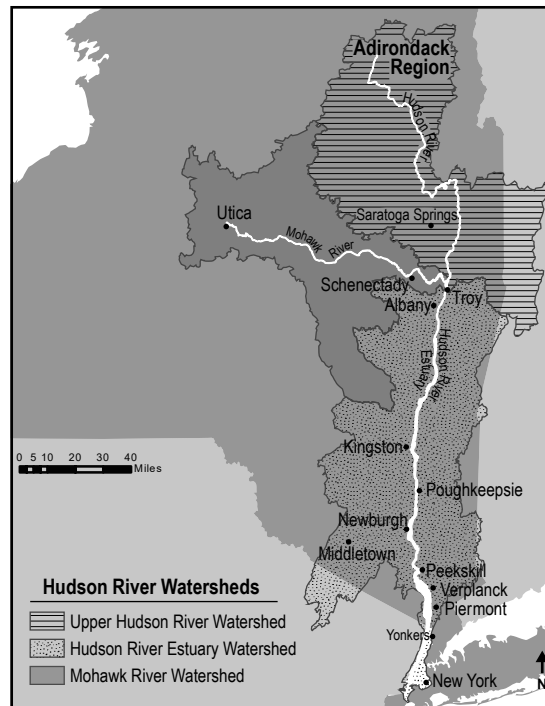 Adirondack
Region
Hudson River
Saratoga Springs
Utica
Mohawk
River
Schenectady
Troy
Albany
Hudson River
Estuary
Kingston
0 5 10 20 30 40
Miles
Poughkeepsie
Newburgh
Middletown
Peekskill
Verplanck
Piermont
Yonkers
New York
N
Hudson River Watersheds
Upper Hudson River Watershed
Hudson River Estuary Watershed
Mohawk River Watershed